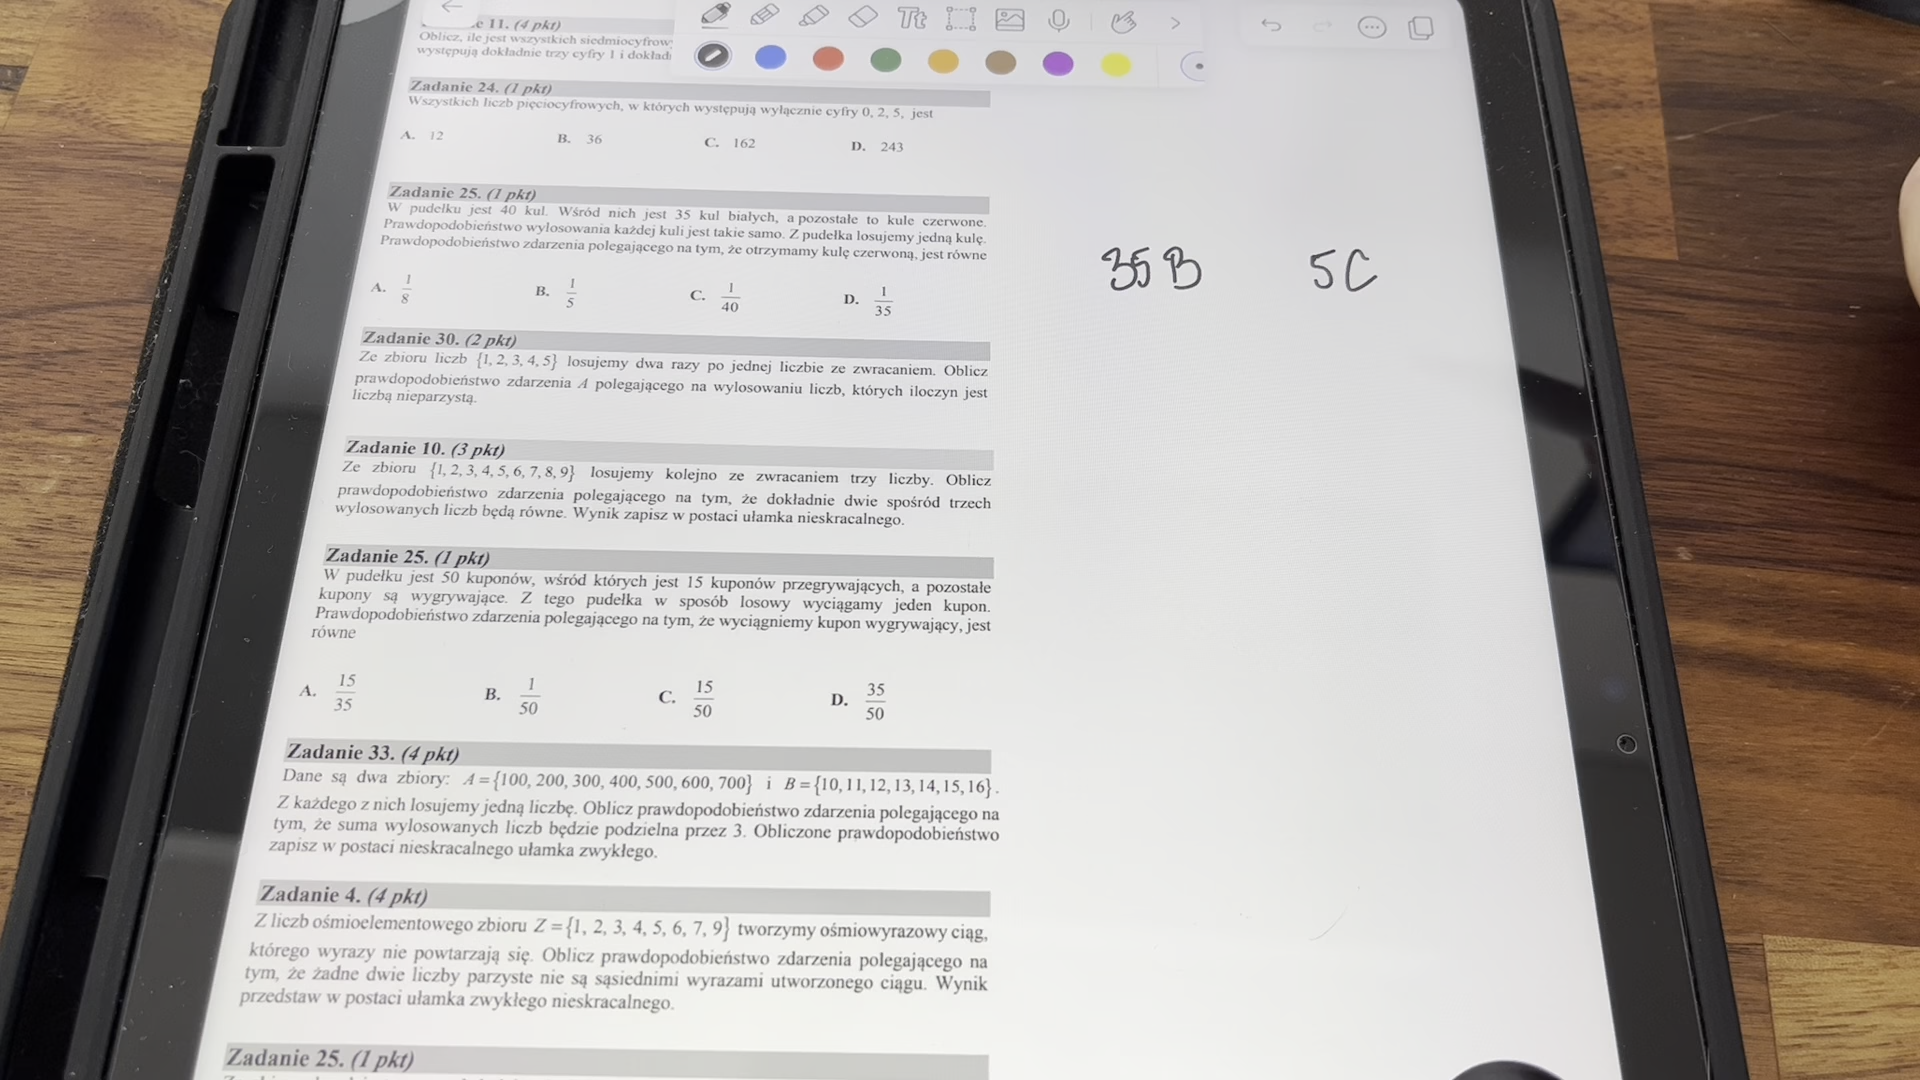 e 11. (4 pkt)
Oblicz, ile jest wszystkich siedmiocyfrow
występują dokładnie trzy cyfry 1 i dokład
Tt
Zadanie 24. (1 pkt)
Wszystkich liczb pięciocyfrowych, w których występują wyłącznie cyfry 0, 2, 5, jest
A. 12 B. 36 C. 162 D. 243
Zadanie 25. (1 pkt)
W pudełku jest 40 kul. Wśród nich jest 35 kul białych, a pozostałe to kule czerwone.
Prawdopodobieństwo wylosowania każdej kuli jest takie samo. Z pudełka losujemy jedną kulę.
Prawdopodobieństwo zdarzenia polegającego na tym, że otrzymamy kulę czerwoną, jest równe
A. 1/8 B. 1/5 C. 1/40 D. 1/35
35 B 5C
Zadanie 30. (2 pkt)
Ze zbioru liczb {1, 2, 3, 4, 5} losujemy dwa razy po jednej liczbie ze zwracaniem. Oblicz
prawdopodobieństwo zdarzenia A polegającego na wylosowaniu liczb, których iloczyn jest
liczbą nieparzystą.
Zadanie 10. (3 pkt)
Ze zbioru {1, 2, 3, 4, 5, 6, 7, 8, 9} losujemy kolejno ze zwracaniem trzy liczby. Oblicz
prawdopodobieństwo zdarzenia polegającego na tym, że dokładnie dwie spośród trzech
wylosowanych liczb będą równe. Wynik zapisz w postaci ułamka nieskracalnego.
Zadanie 25. (1 pkt)
W pudełku jest 50 kuponów, wśród których jest 15 kuponów przegrywających, a pozostałe
kupony są wygrywające. Z tego pudełka w sposób losowy wyciągamy jeden kupon.
Prawdopodobieństwo zdarzenia polegającego na tym, że wyciągniemy kupon wygrywający, jest
równe
A. 15/35 B. 1/50 C. 15/50 D. 35/50
Zadanie 33. (4 pkt)
Dane są dwa zbiory: A = {100, 200, 300, 400, 500, 600, 700} i B = {10, 11, 12, 13, 14, 15, 16}.
Z każdego z nich losujemy jedną liczbę. Oblicz prawdopodobieństwo zdarzenia polegającego na
tym, że suma wylosowanych liczb będzie podzielna przez 3. Obliczone prawdopodobieństwo
zapisz w postaci nieskracalnego ułamka zwykłego.
Zadanie 4. (4 pkt)
Z liczb ośmioelementowego zbioru Z = {1, 2, 3, 4, 5, 6, 7, 9} tworzymy ośmiowyrazowy ciąg,
którego wyrazy nie powtarzają się. Oblicz prawdopodobieństwo zdarzenia polegającego na
tym, że żadne dwie liczby parzyste nie są sąsiednimi wyrazami utworzonego ciągu. Wynik
przedstaw w postaci ułamka zwykłego nieskracalnego.
Zadanie 25. (1 pkt)